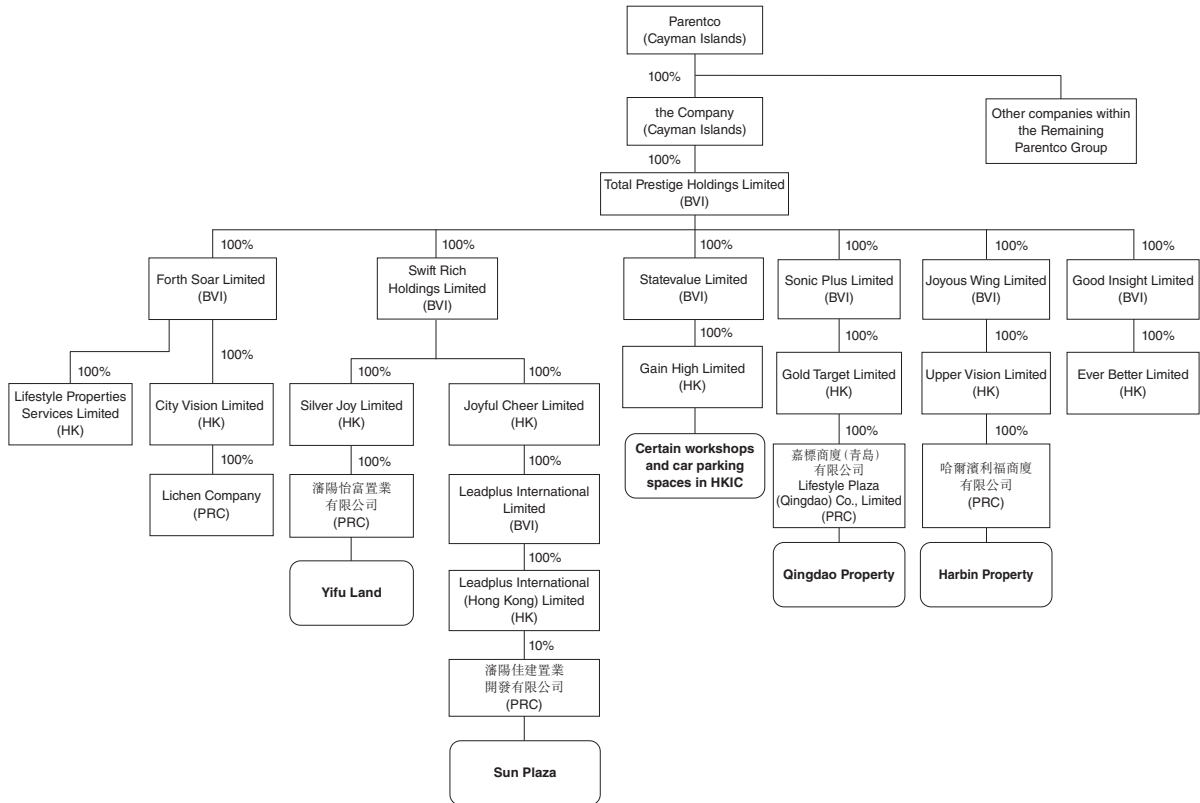 Parentco
(Cayman Islands)
100%
the Company
(Cayman Islands)
Other companies within
the Remaining
Parentco Group
100%
Total Prestige Holdings Limited
(BVI)
100%
100%
100%
100%
100%
100%
Forth Soar Limited
(BVI)
Swift Rich
Holdings Limited
(BVI)
Statevalue Limited
(BVI)
Sonic Plus Limited
(BVI)
Joyous Wing Limited
(BVI)
Good Insight Limited
(BVI)
100%
100%
100%
100%
100%
100%
100%
100%
100%
Lifestyle Properties
Services Limited
(HK)
City Vision Limited
(HK)
Silver Joy Limited
(HK)
Joyful Cheer Limited
(HK)
Gain High Limited
(HK)
Gold Target Limited
(HK)
Upper Vision Limited
(HK)
Ever Better Limited
(HK)
100%
100%
100%
100%
100%
Lichen Company
(PRC)
瀋陽怡富置業
有限公司
(PRC)
Leadplus International
Limited
(BVI)
Certain workshops
and car parking
spaces in HKIC
嘉標商廈(青島)
有限公司
Lifestyle Plaza
(Qingdao) Co., Limited
(PRC)
哈爾濱利福商廈
有限公司
(PRC)
Yifu Land
100%
Leadplus International
(Hong Kong) Limited
(HK)
Qingdao Property
Harbin Property
10%
瀋陽佳建置業
開發有限公司
(PRC)
Sun Plaza